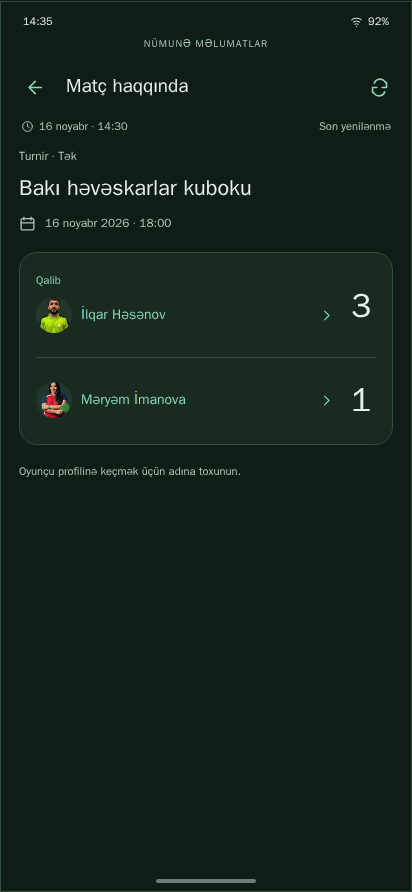 14:35 92%
NÜMUNƏ MƏLUMATLAR
Matç haqqında
16 noyabr · 14:30 Son yenilənmə
Turnir · Tək
Bakı həvəskarlar kuboku
16 noyabr 2026 · 18:00
Qalib
İlqar Həsənov 3
Məryəm İmanova 1
Oyunçu profilinə keçmək üçün adına toxunun.